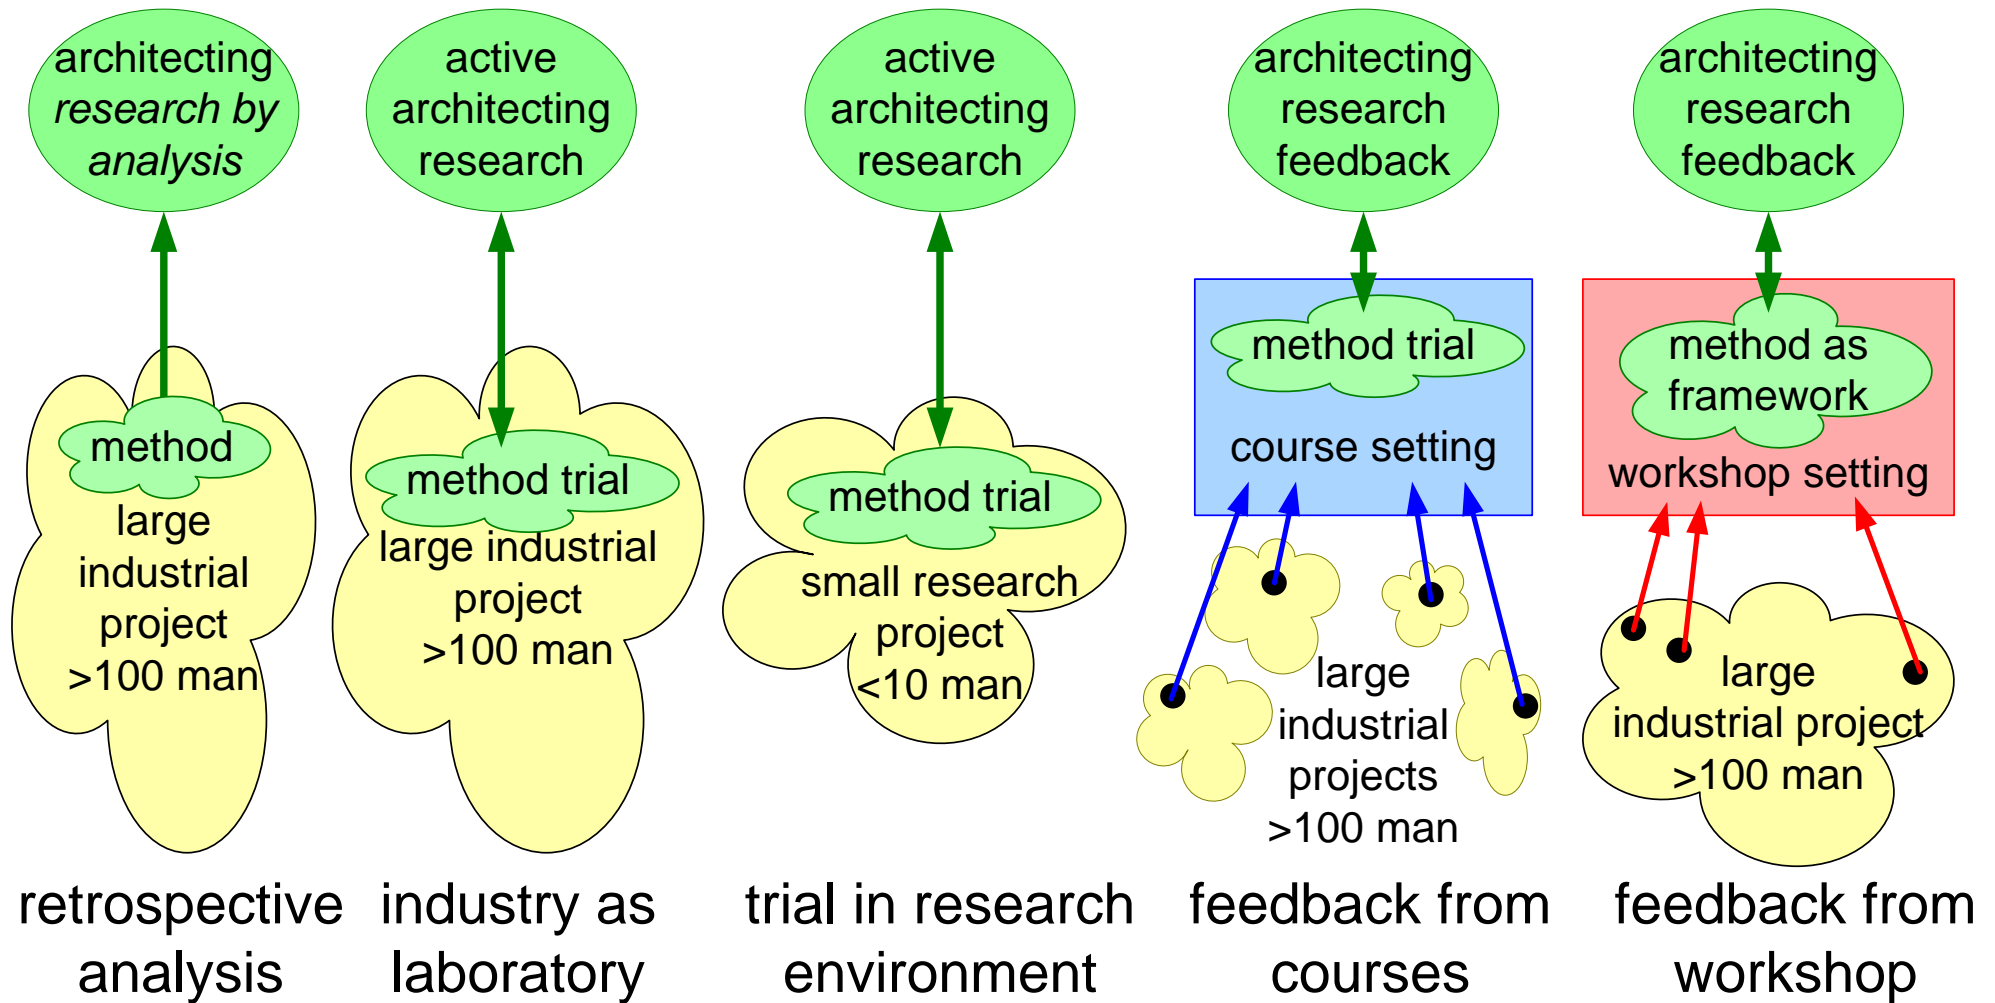 architecting
research by
analysis
method
large
industrial
project
>100 man
retrospective
analysis
active
architecting
research
method trial
large industrial
project
>100 man
industry as
laboratory
active
architecting
research
method trial
small research
project
<10 man
trial in research
environment
architecting
research
feedback
method trial
course setting
large
industrial
projects
>100 man
feedback from
courses
architecting
research
feedback
method as
framework
workshop setting
large
industrial project
>100 man
feedback from
workshop